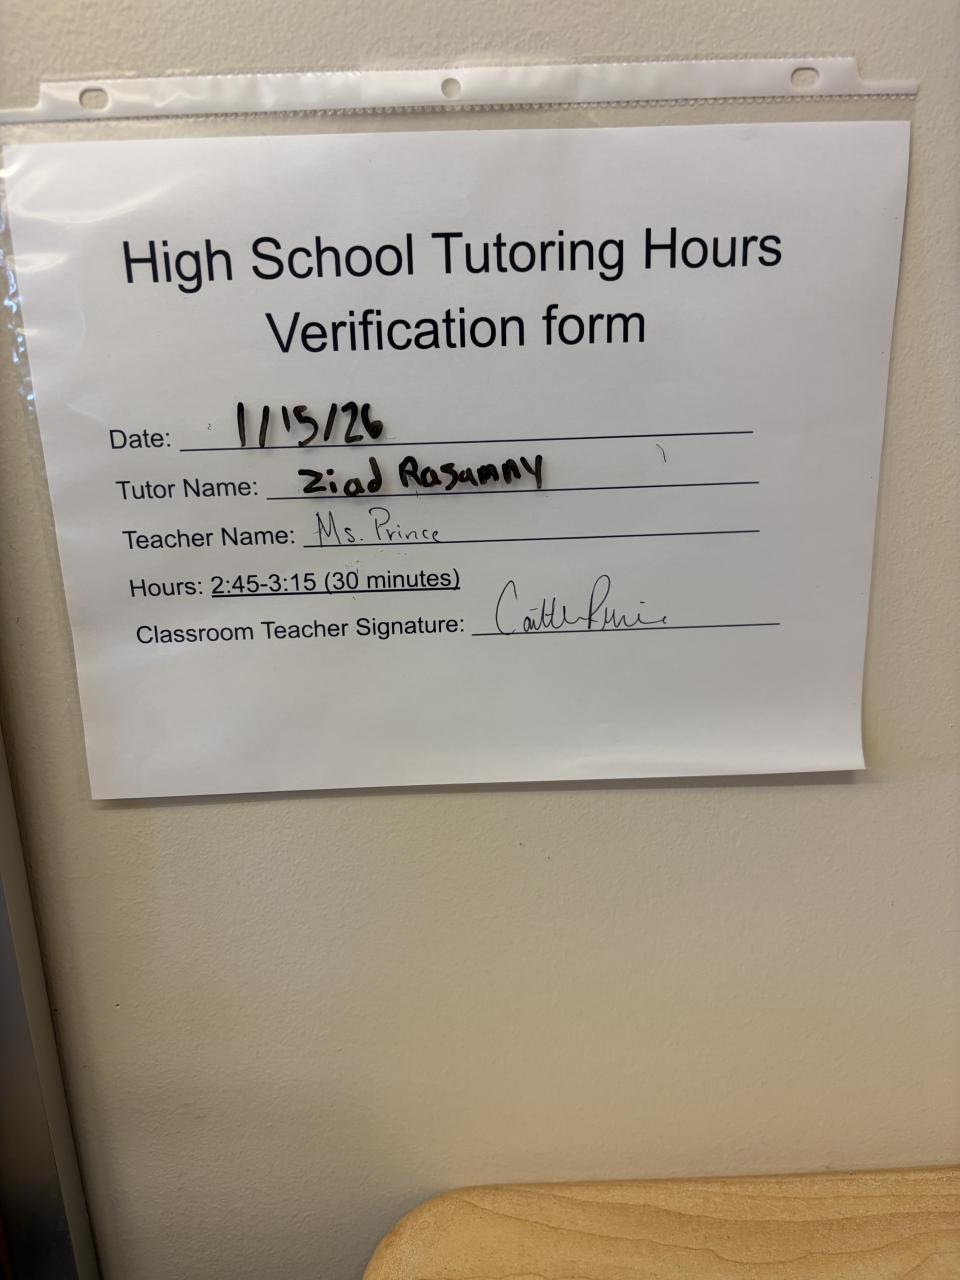 High School Tutoring Hours
Verification form
Date: 1/15/26
Tutor Name: Ziad Rasamny
Teacher Name: Ms. Prince
Hours: 2:45-3:15 (30 minutes)
Classroom Teacher Signature: